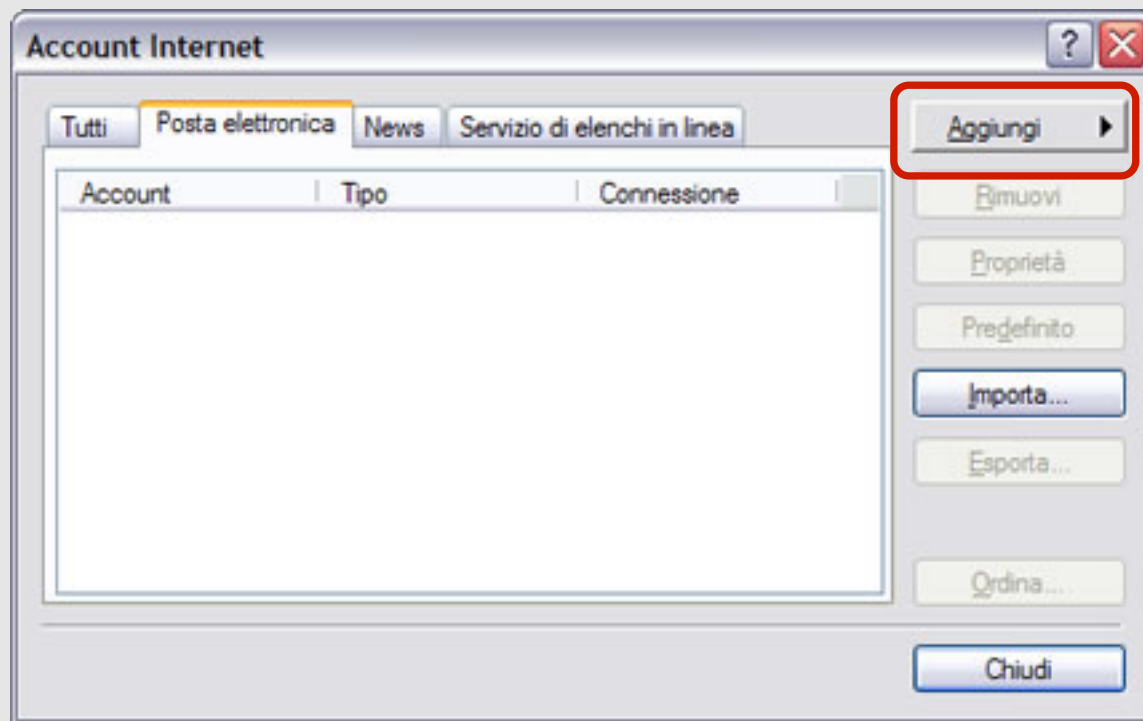 Account Internet
?
Tutti
Posta elettronica
News
Servizio di elenchi in linea
Aggiungi
Account
Tipo
Connessione
Rimuovi
Proprietà
Predefinito
Importa...
Esporta...
Ordina...
Chiudi